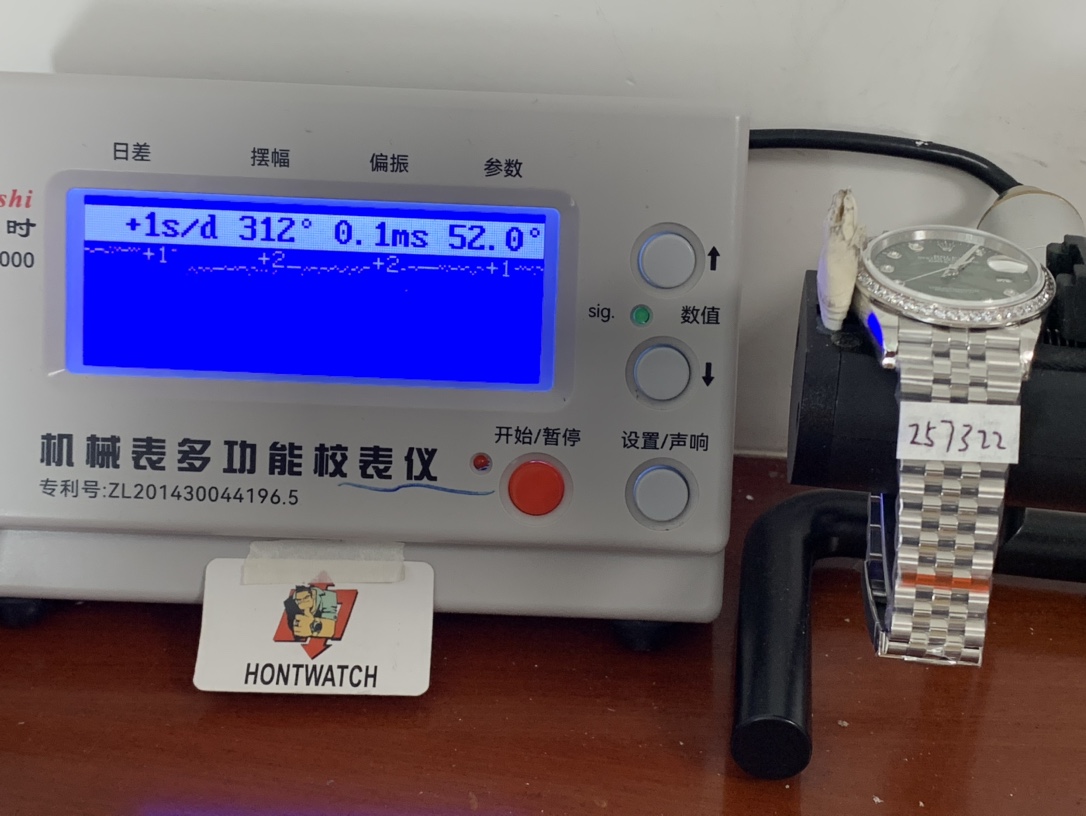 日差 摆幅 偏振 参数
shi
时
000
+1s/d 312° 0.1ms 52.0°
+1 +2 +2 +1
sig. 数值
开始/暂停 设置/声响
机械表多功能校表仪
专利号:ZL201430044196.5
257322
HONTWATCH